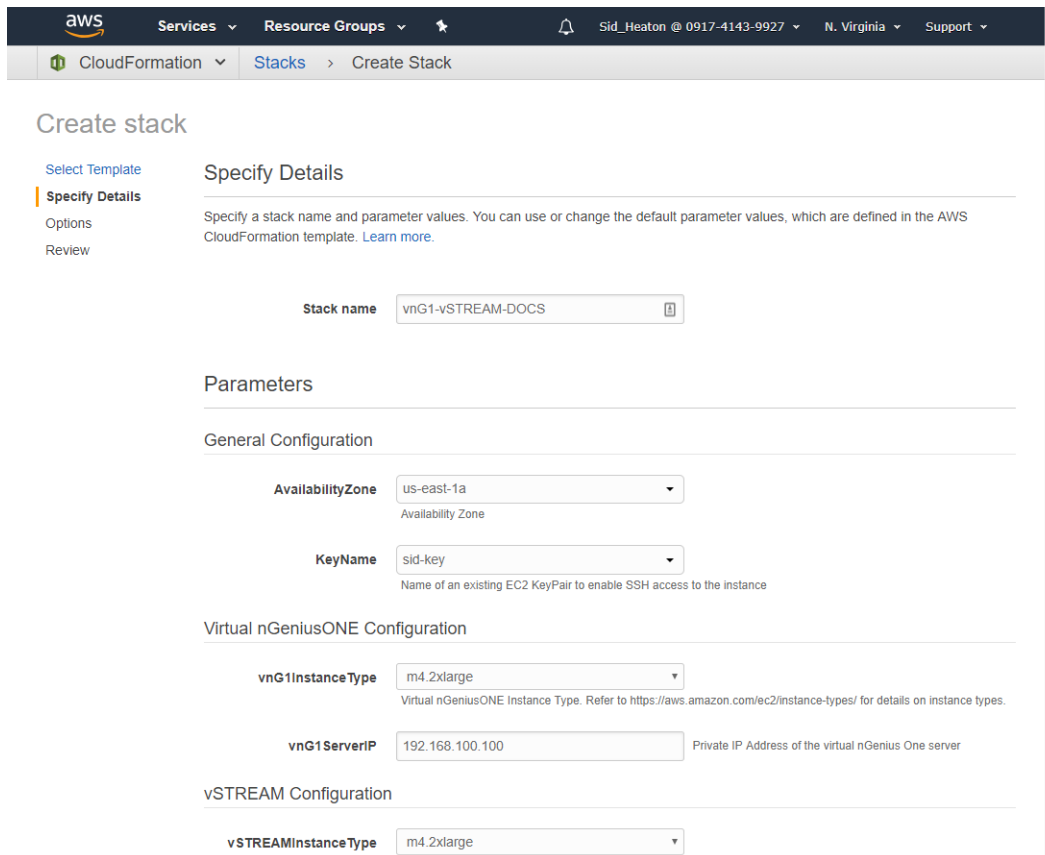 aws Services Resource Groups Sid_Heaton @ 0917-4143-9927 N. Virginia Support
CloudFormation Stacks > Create Stack
Create stack
Select Template
Specify Details
Options
Review
Specify Details
Specify a stack name and parameter values. You can use or change the default parameter values, which are defined in the AWS
CloudFormation template. Learn more.
Stack name vnG1-vSTREAM-DOCS
Parameters
General Configuration
AvailabilityZone us-east-1a
Availability Zone
KeyName sid-key
Name of an existing EC2 KeyPair to enable SSH access to the instance
Virtual nGeniusONE Configuration
vnG1InstanceType m4.2xlarge
Virtual nGeniusONE Instance Type. Refer to https://aws.amazon.com/ec2/instance-types/ for details on instance types.
vnG1ServerIP 192.168.100.100 Private IP Address of the virtual nGenius One server
vSTREAM Configuration
vSTREAMInstanceType m4.2xlarge